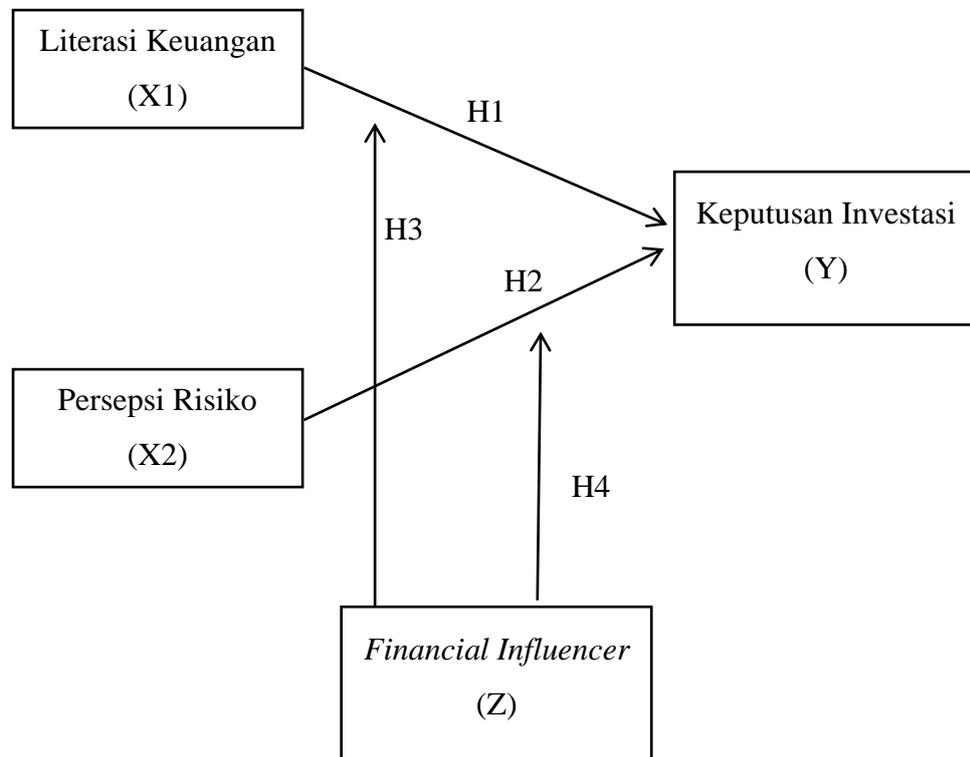 Literasi Keuangan
(X1)
H1
Keputusan Investasi
(Y)
H3
H2
Persepsi Risiko
(X2)
H4
Financial Influencer
(Z)